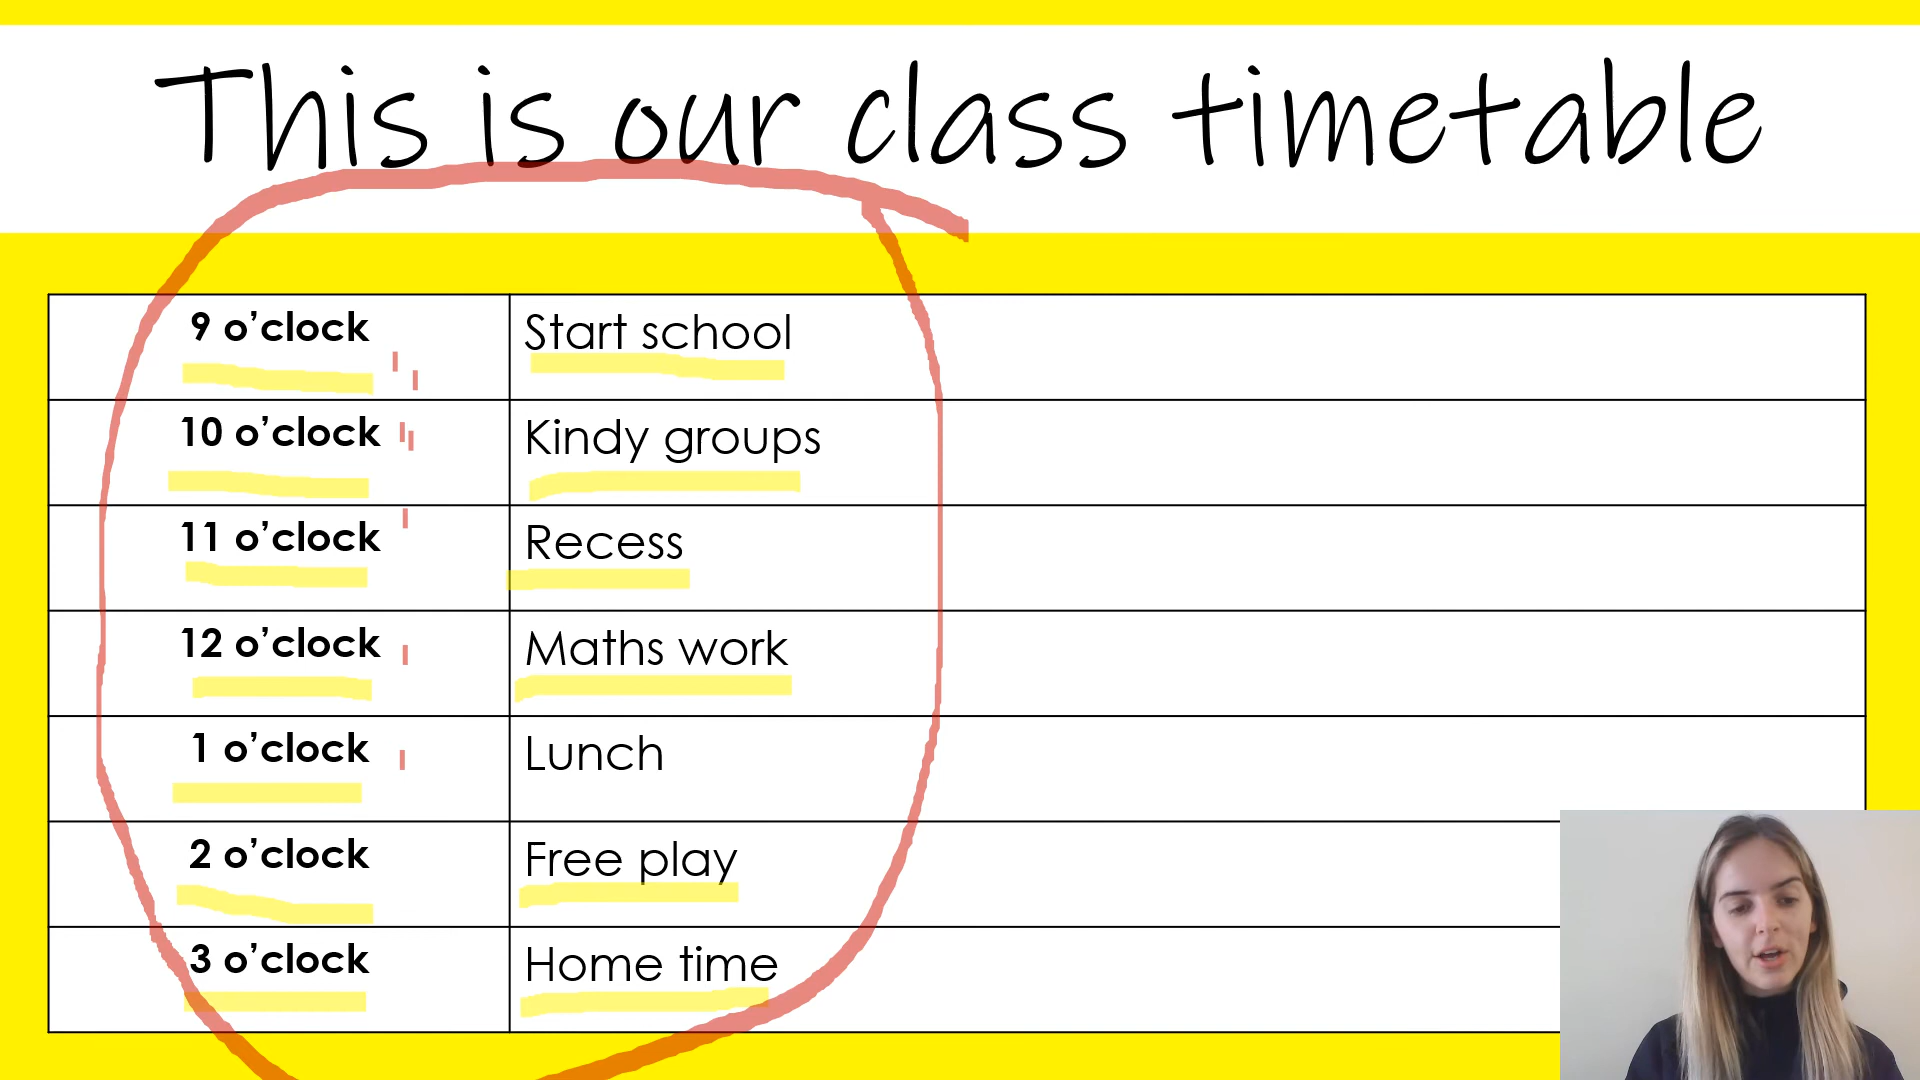 This is our class timetable
9 o’clock Start school
10 o’clock Kindy groups
11 o’clock Recess
12 o’clock Maths work
1 o’clock Lunch
2 o’clock Free play
3 o’clock Home time